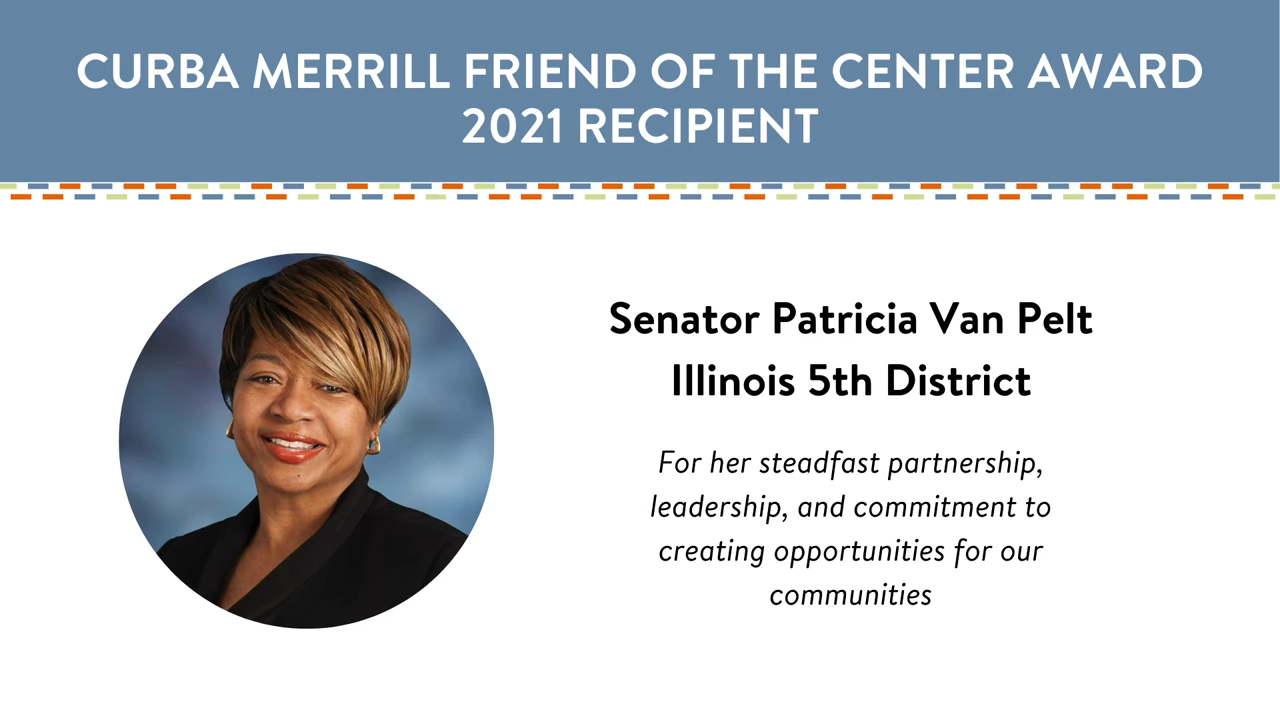 CURBA MERRILL FRIEND OF THE CENTER AWARD
2021 RECIPIENT
Senator Patricia Van Pelt
Illinois 5th District
For her steadfast partnership,
leadership, and commitment to
creating opportunities for our
communities